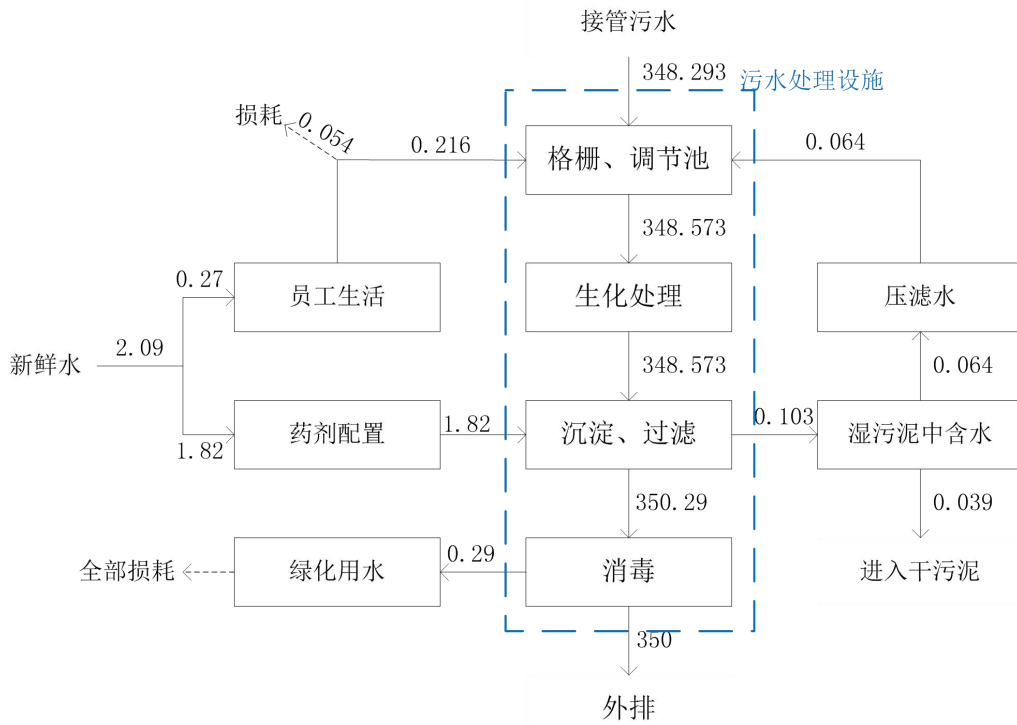 接管污水
348.293
污水处理设施
损耗
0.054
0.216
格栅、调节池
0.064
348.573
0.27
员工生活
生化处理
压滤水
新鲜水
2.09
348.573
0.064
1.82
药剂配置
1.82
沉淀、过滤
0.103
湿污泥中含水
350.29
0.039
全部损耗
绿化用水
0.29
消毒
进入干污泥
350
外排